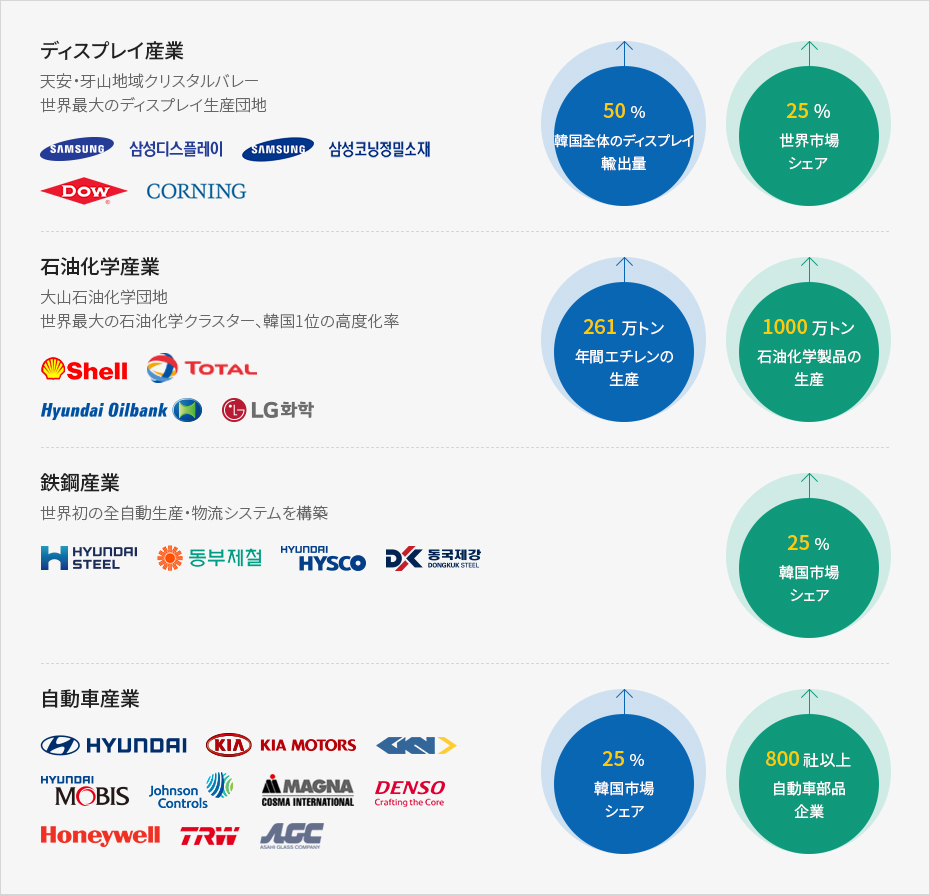 ディスプレイ産業
天安・牙山地域クリスタルバレー
世界最大のディスプレイ生産団地
SAMSUNG 삼성디스플레이 SAMSUNG 삼성코닝정밀소재
Dow CORNING
50 %
韓国全体のディスプレイ
輸出量
25 %
世界市場
シェア
石油化学産業
大山石油化学団地
世界最大の石油化学クラスター、韓国1位の高度化率
Shell TOTAL
Hyundai Oilbank LG화학
261 万トン
年間エチレンの
生産
1000 万トン
石油化学製品の
生産
鉄鋼産業
世界初の全自動生産・物流システムを構築
HYUNDAI
STEEL
동부제철
HYUNDAI
HYSCO
DK 동국제강
DONGKUK STEEL
25 %
韓国市場
シェア
自動車産業
HYUNDAI KIA KIA MOTORS GKN
HYUNDAI
MOBIS
Johnson
Controls
MAGNA
COSMA INTERNATIONAL
DENSO
Crafting the Core
Honeywell TRW AGC
ASAHI GLASS COMPANY
25 %
韓国市場
シェア
800 社以上
自動車部品
企業